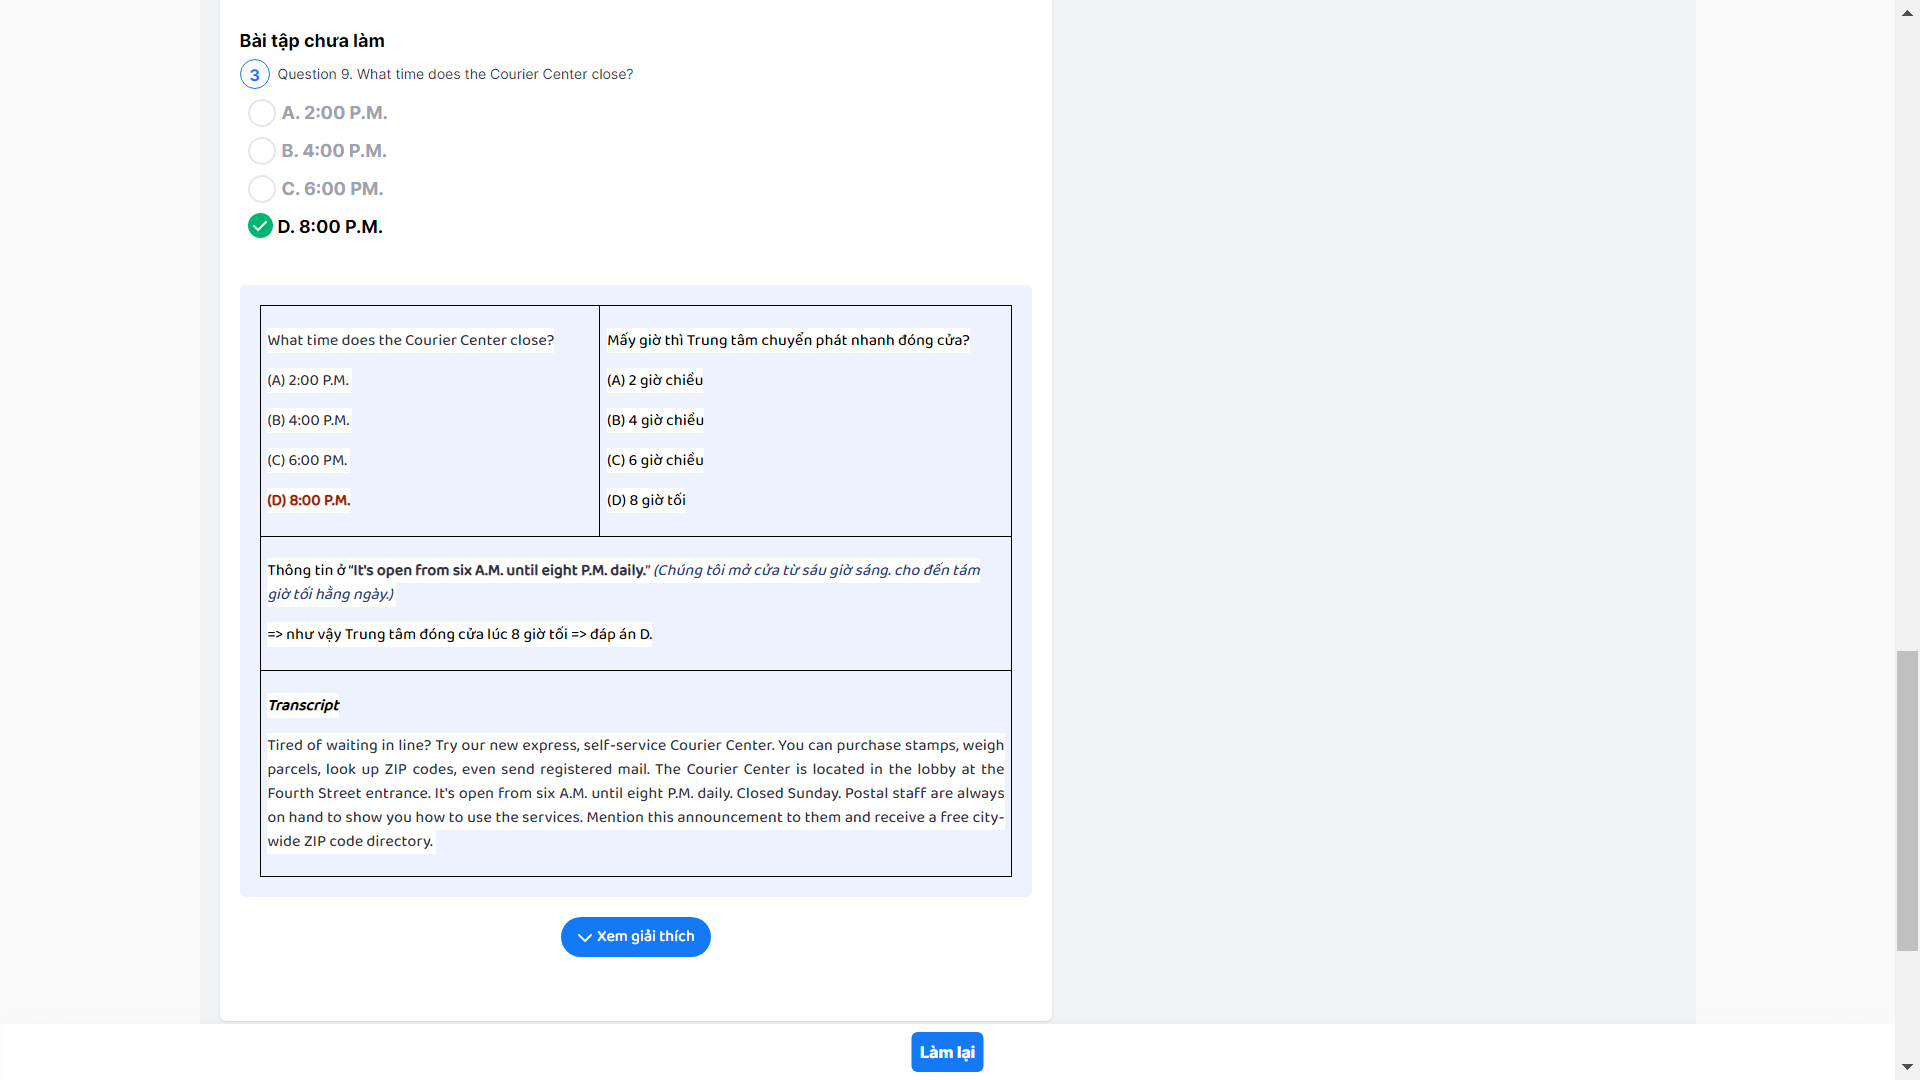 Bài tập chưa làm
3 Question 9. What time does the Courier Center close?
A. 2:00 P.M.
B. 4:00 P.M.
C. 6:00 PM.
D. 8:00 P.M.
What time does the Courier Center close?
(A) 2:00 P.M.
(B) 4:00 P.M.
(C) 6:00 PM.
(D) 8:00 P.M.
Mấy giờ thì Trung tâm chuyển phát nhanh đóng cửa?
(A) 2 giờ chiều
(B) 4 giờ chiều
(C) 6 giờ chiều
(D) 8 giờ tối
Thông tin ở "It's open from six A.M. until eight P.M. daily." (Chúng tôi mở cửa từ sáu giờ sáng. cho đến tám
giờ tối hằng ngày.)
=> như vậy Trung tâm đóng cửa lúc 8 giờ tối => đáp án D.
Transcript
Tired of waiting in line? Try our new express, self-service Courier Center. You can purchase stamps, weigh
parcels, look up ZIP codes, even send registered mail. The Courier Center is located in the lobby at the
Fourth Street entrance. It's open from six A.M. until eight P.M. daily. Closed Sunday. Postal staff are always
on hand to show you how to use the services. Mention this announcement to them and receive a free city-
wide ZIP code directory.
Xem giải thích
Làm lại